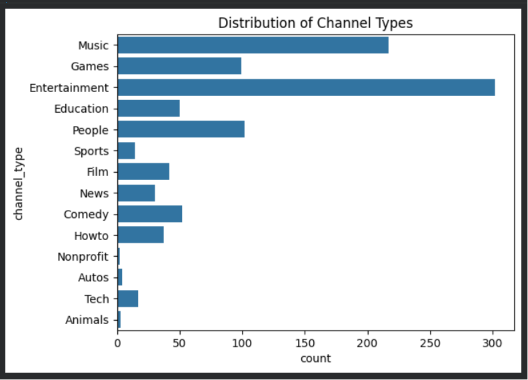 Distribution of Channel Types
channel_type
Music
Games
Entertainment
Education
People
Sports
Film
News
Comedy
Howto
Nonprofit
Autos
Tech
Animals
0 50 100 150 200 250 300
count